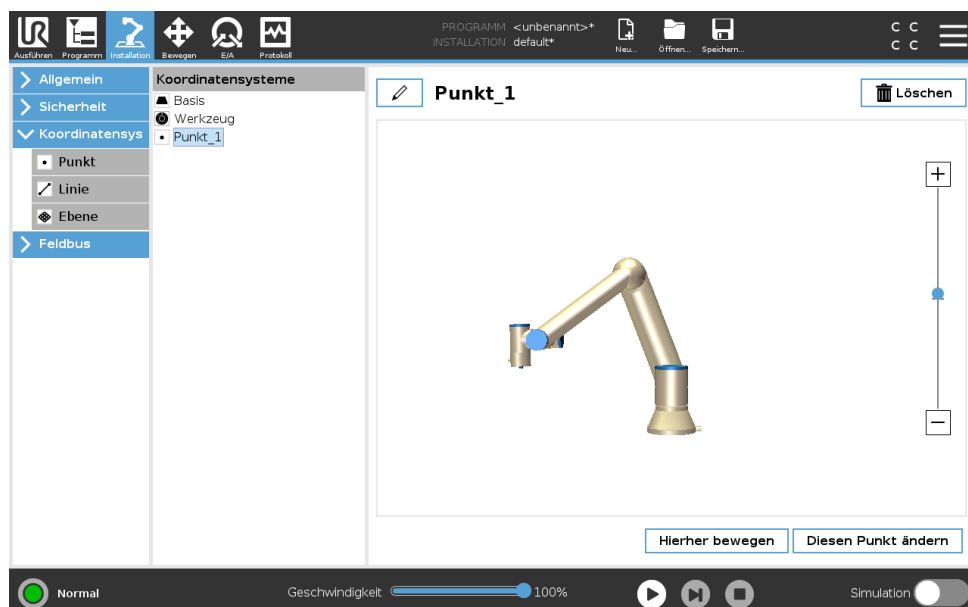 PROGRAMM <unbenannt>*
INSTALLATION default*
Ausführen Programm Installation Bewegen E/A Protokoll
Neu... Öffnen... Speichern...
C C
C C
Allgemein
Sicherheit
Koordinatensys
Punkt
Linie
Ebene
Feldbus
Koordinatensysteme
Basis
Werkzeug
Punkt_1
Punkt_1
Löschen
Hierher bewegen
Diesen Punkt ändern
Normal
Geschwindigkeit 100%
Simulation